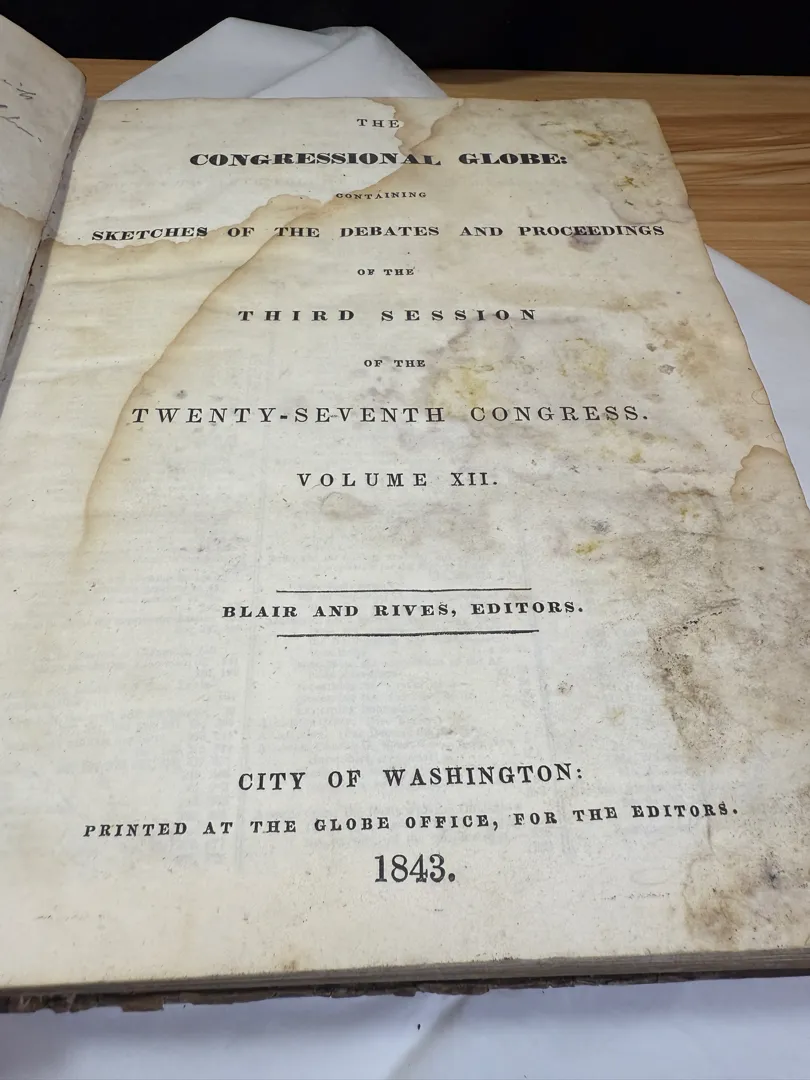 THE
CONGRESSIONAL GLOBE:
CONTAINING
SKETCHES OF THE DEBATES AND PROCEEDINGS
OF THE
THIRD SESSION
OF THE
TWENTY-SEVENTH CONGRESS.
VOLUME XII.
BLAIR AND RIVES, EDITORS.
CITY OF WASHINGTON:
PRINTED AT THE GLOBE OFFICE, FOR THE EDITORS.
1843.